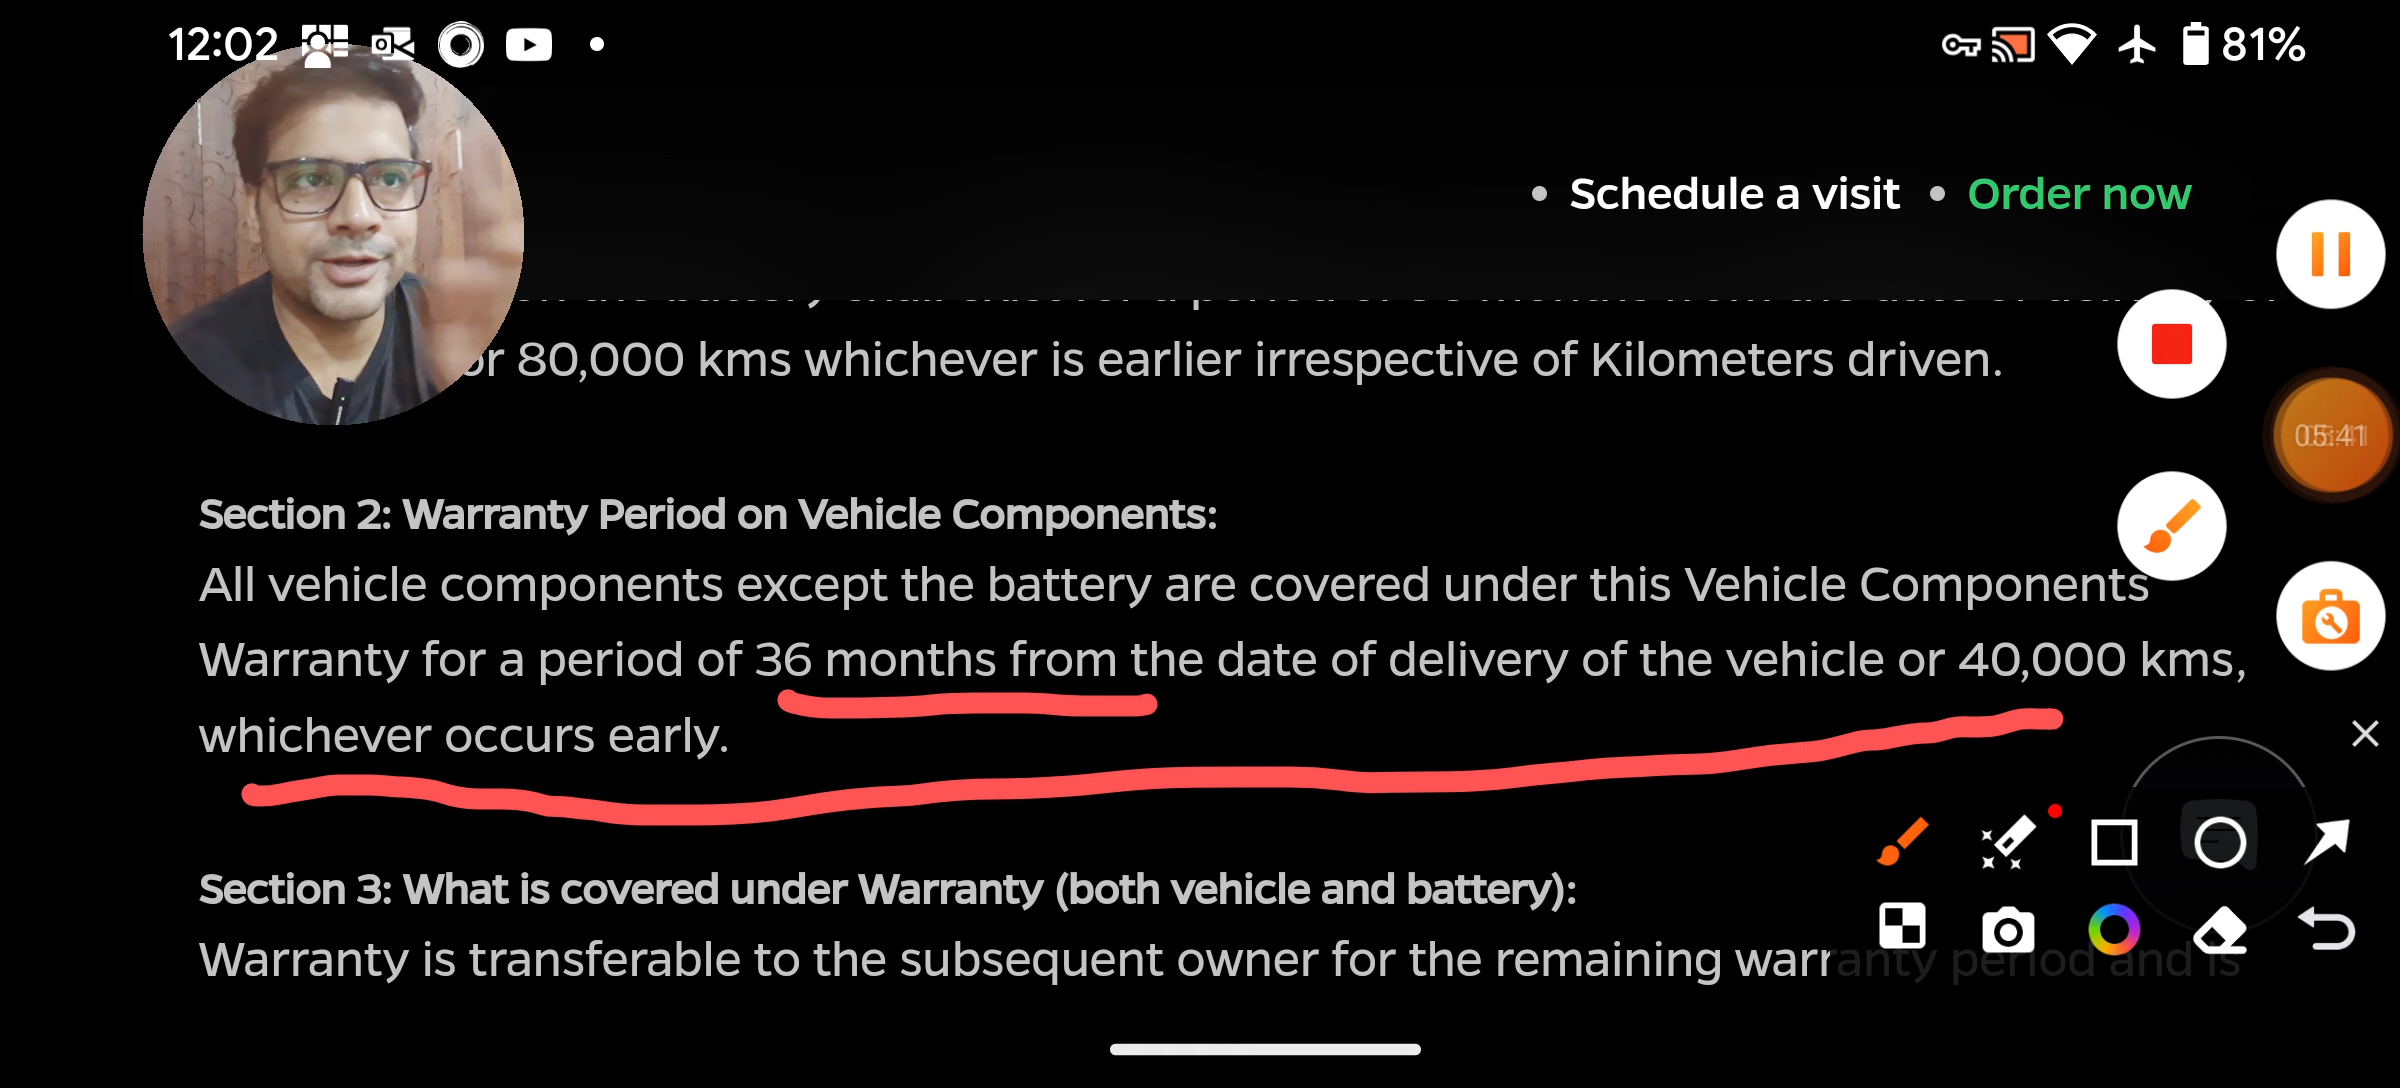 12:02
81%
• Schedule a visit • Order now
or 80,000 kms whichever is earlier irrespective of Kilometers driven.
05:41
Section 2: Warranty Period on Vehicle Components:
All vehicle components except the battery are covered under this Vehicle Components
Warranty for a period of 36 months from the date of delivery of the vehicle or 40,000 kms,
whichever occurs early.
Section 3: What is covered under Warranty (both vehicle and battery):
Warranty is transferable to the subsequent owner for the remaining warranty period and is